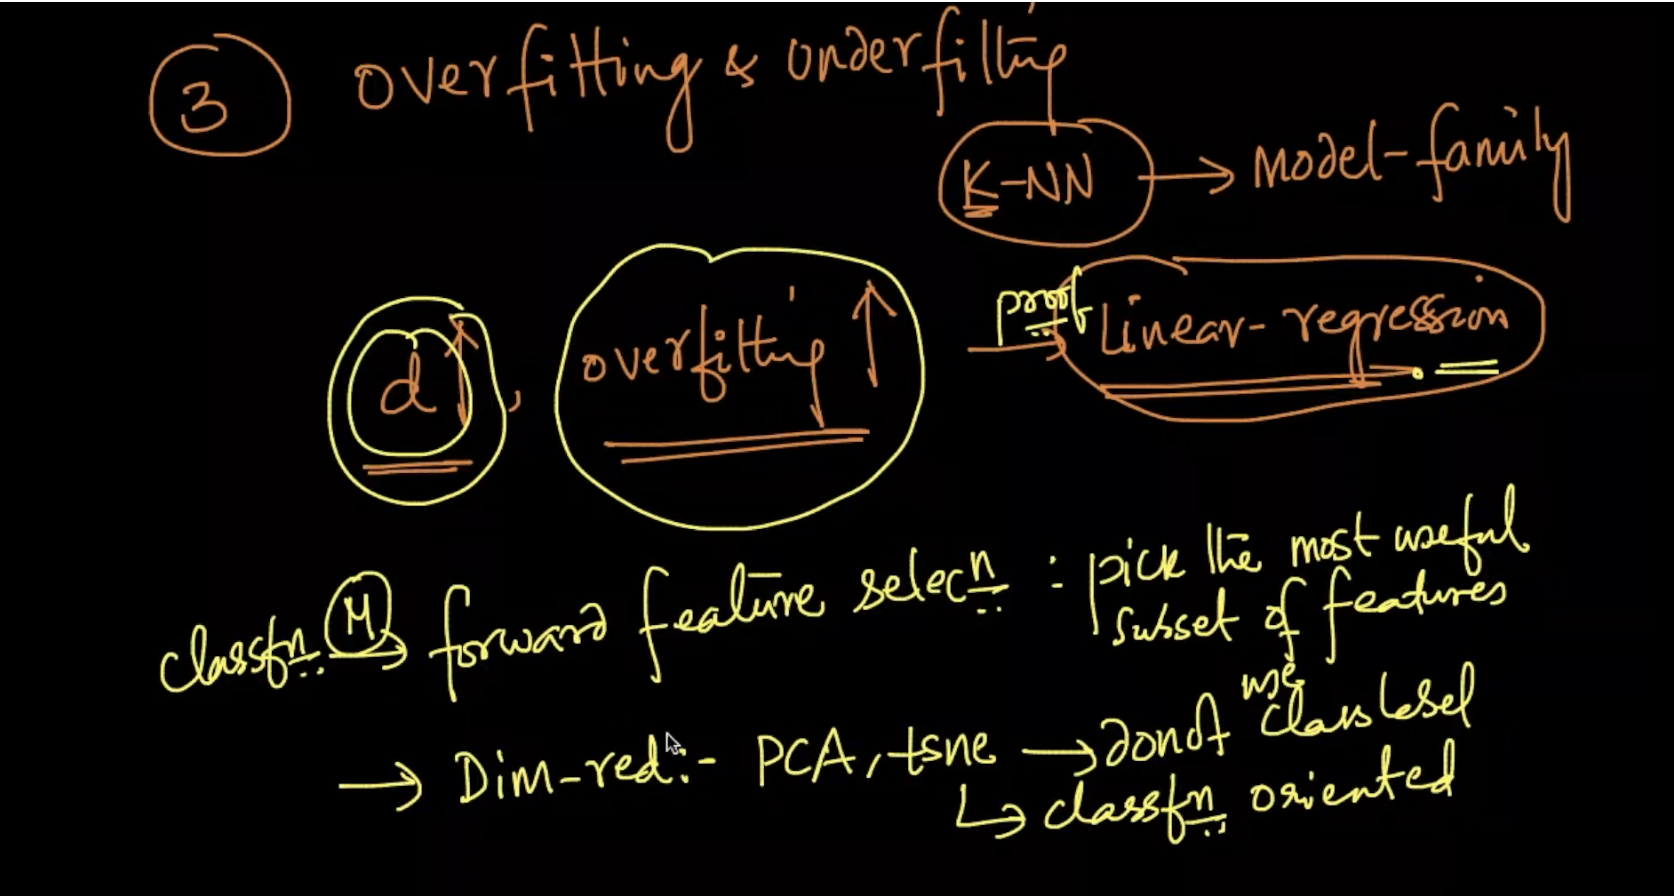 3 overfitting & underfitting
K-NN → Model-family
d ↑, overfitting ↑ proof Linear-regression
classfn. M → forward feature selecn : pick the most useful
subset of features
→ Dim-red:- PCA, tsne → donot use class label
↳ classfn oriented